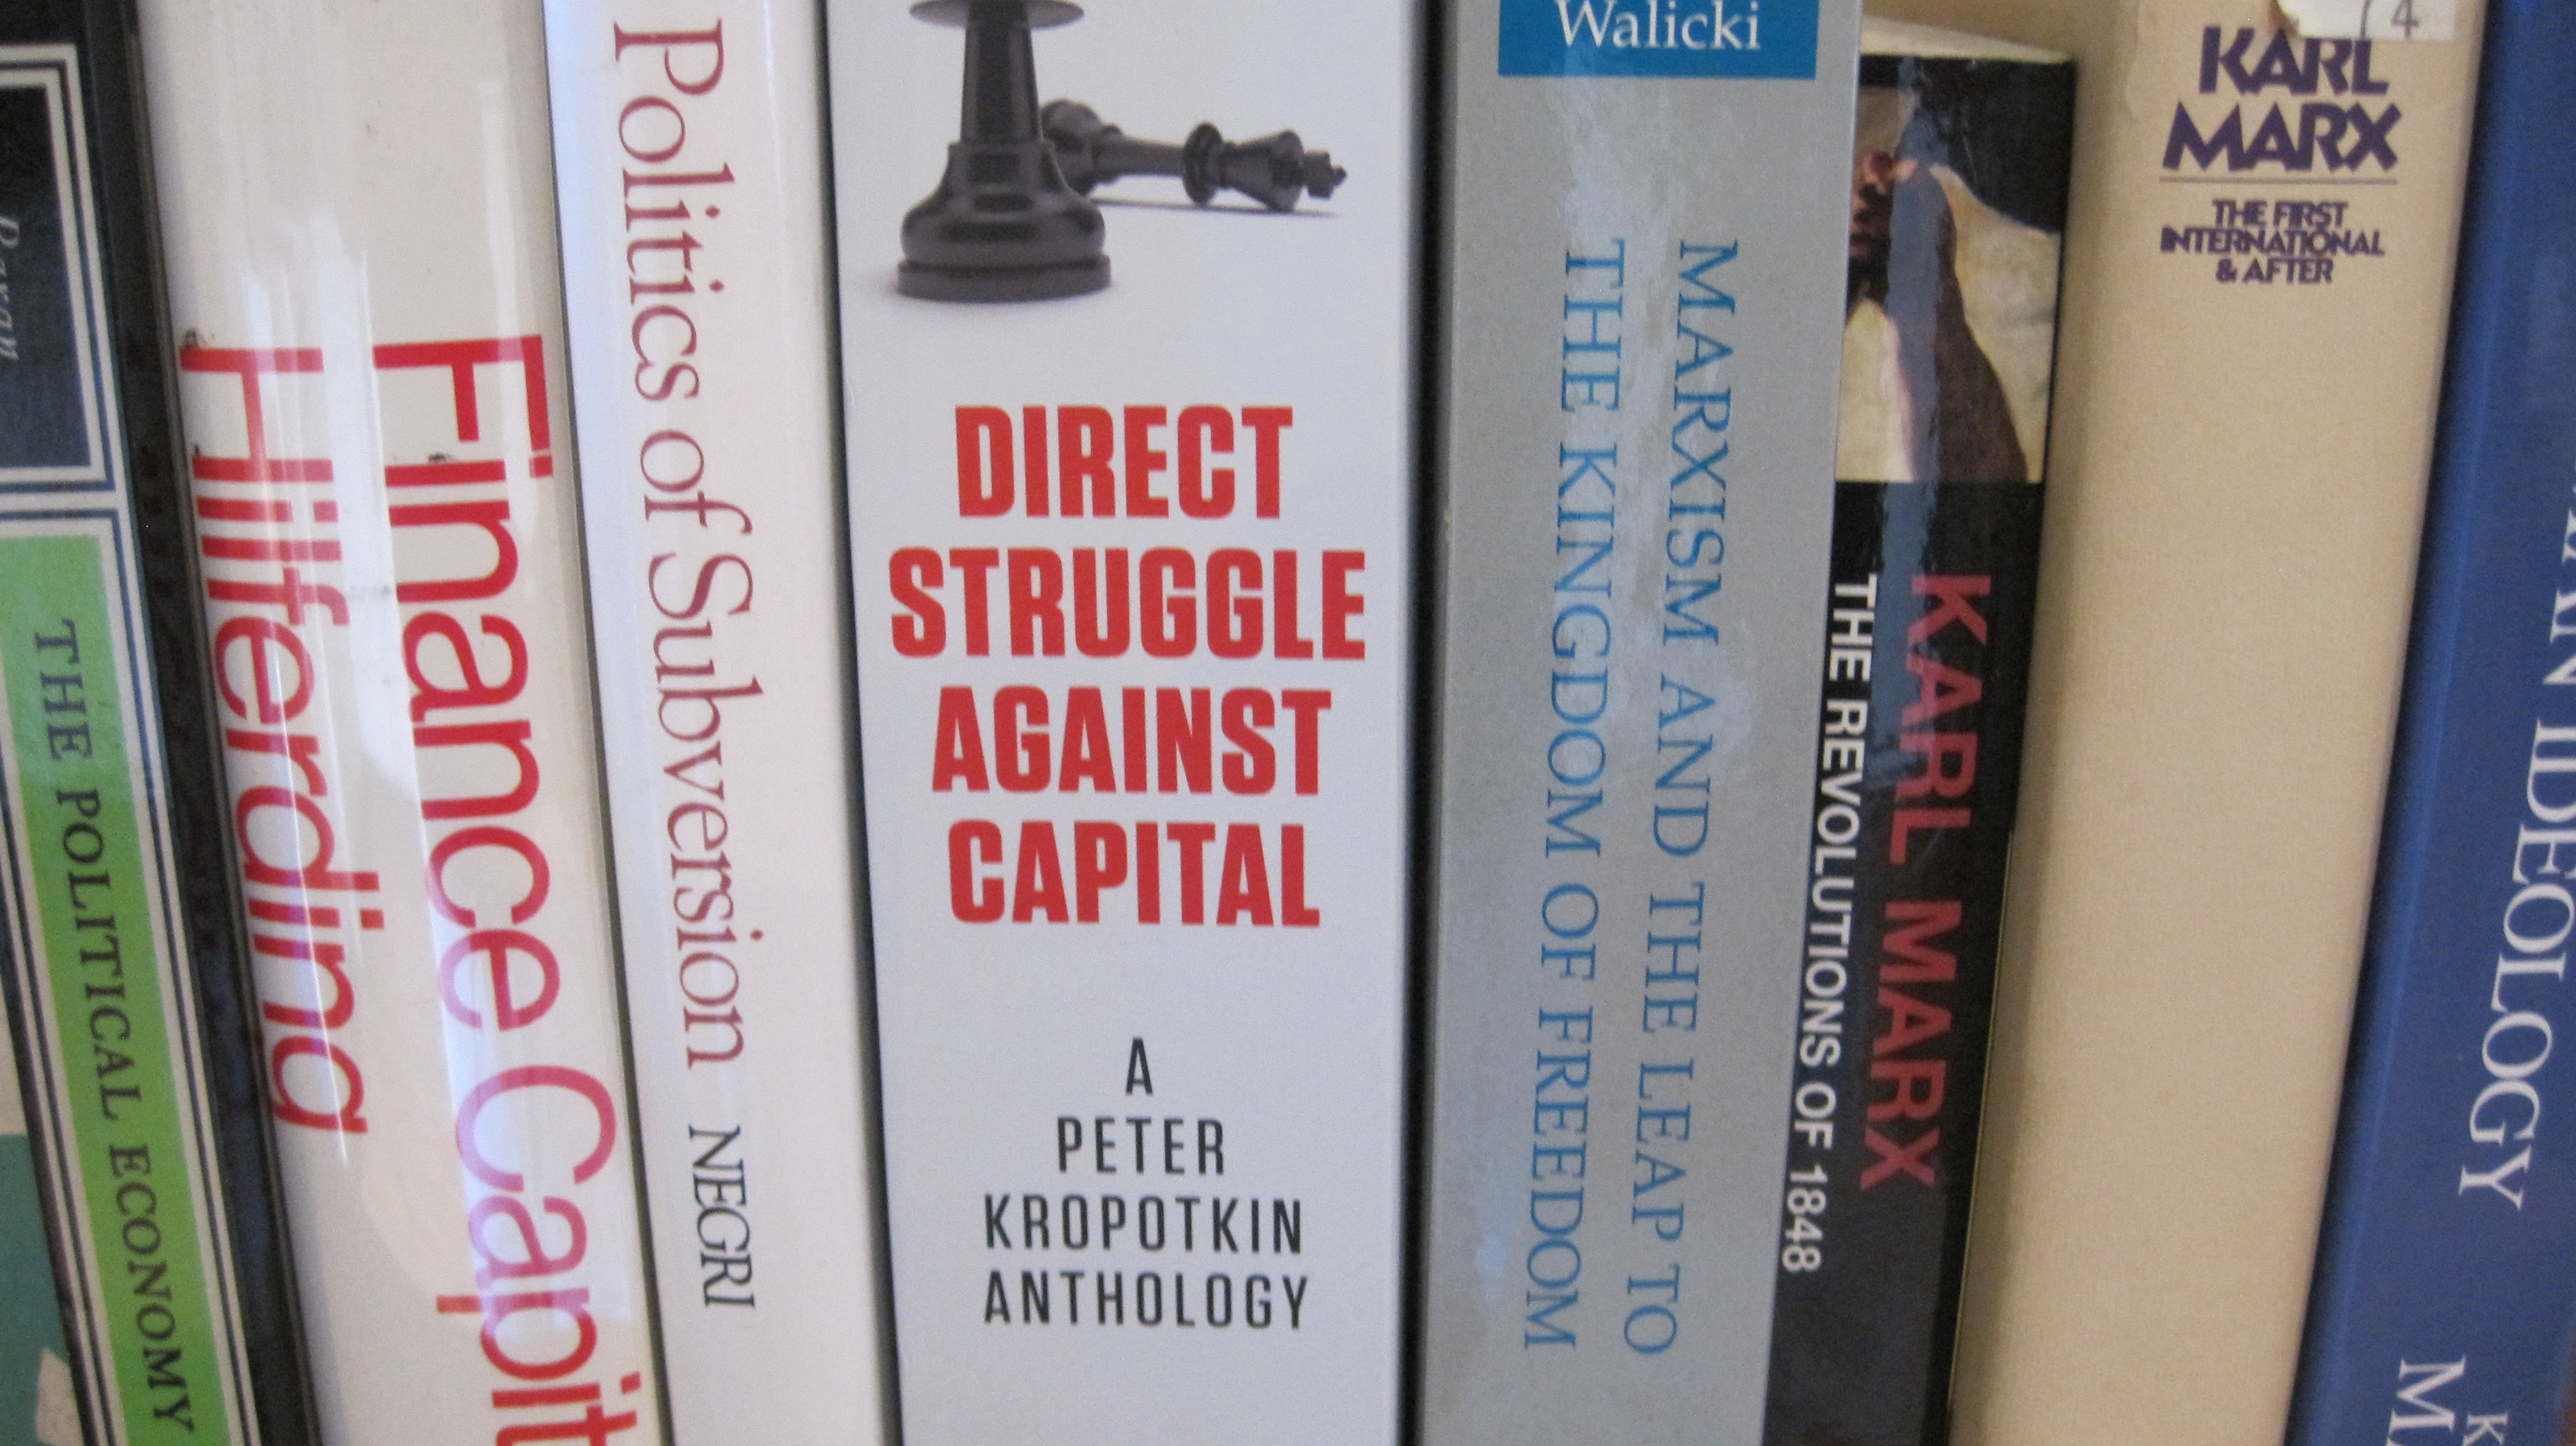 Baran
THE POLITICAL ECONOMY
Finance Capit
Hilferding
Politics of Subversion NEGRI
DIRECT
STRUGGLE
AGAINST
CAPITAL
A
PETER
KROPOTKIN
ANTHOLOGY
Walicki
MARXISM AND THE LEAP TO
THE KINGDOM OF FREEDOM
KARL MARX
THE REVOLUTIONS OF 1848
74
KARL
MARX
THE FIRST
INTERNATIONAL
& AFTER
IDEOLOGY